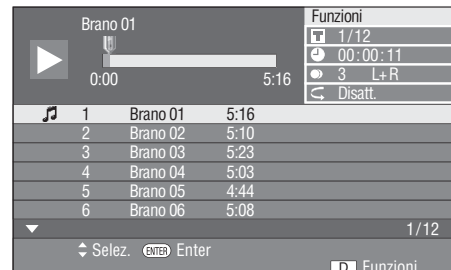 Brano 01
0:00 5:16
Funzioni
T 1/12
00:00:11
3 L+R
Disatt.
1 Brano 01 5:16
2 Brano 02 5:10
3 Brano 03 5:23
4 Brano 04 5:03
5 Brano 05 4:44
6 Brano 06 5:08
1/12
Selez. ENTER Enter
D Funzioni